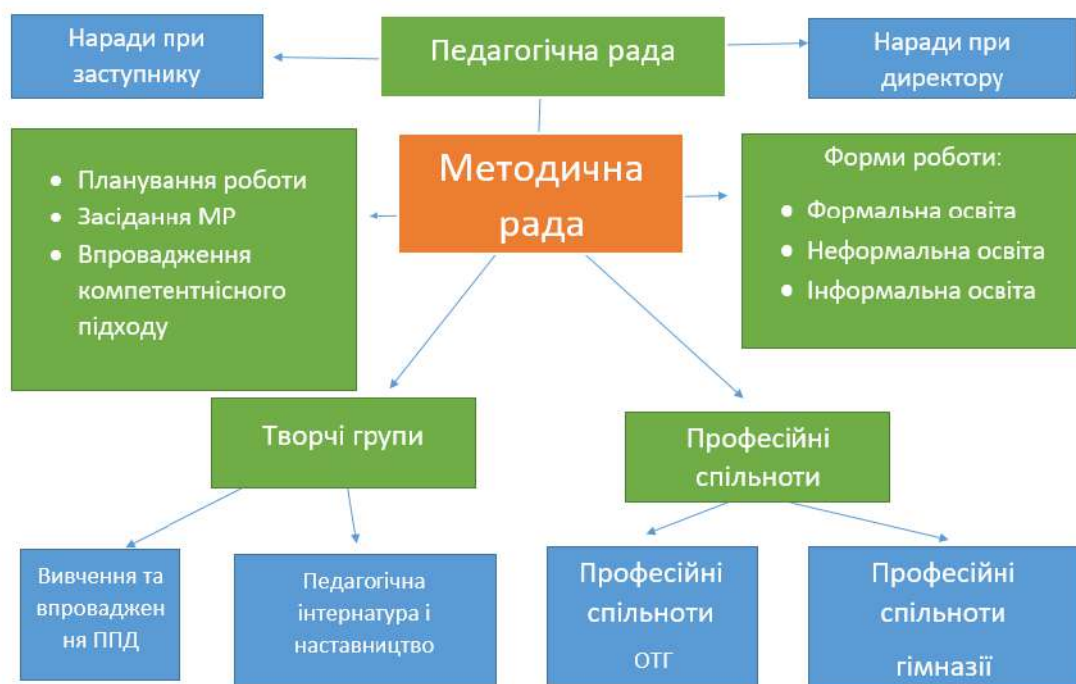 Наради при
заступнику
Педагогічна рада
Наради при
директору
● Планування роботи
● Засідання МР
● Впровадження
компетентнісного
підходу
Методична
рада
Форми роботи:
● Формальна освіта
● Неформальна освіта
● Інформальна освіта
Творчі групи
Професійні
спільноти
Вивчення та
впроваджен
ня ППД
Педагогічна
інтернатура і
наставництво
Професійні
спільноти
ОТГ
Професійні
спільноти
гімназії